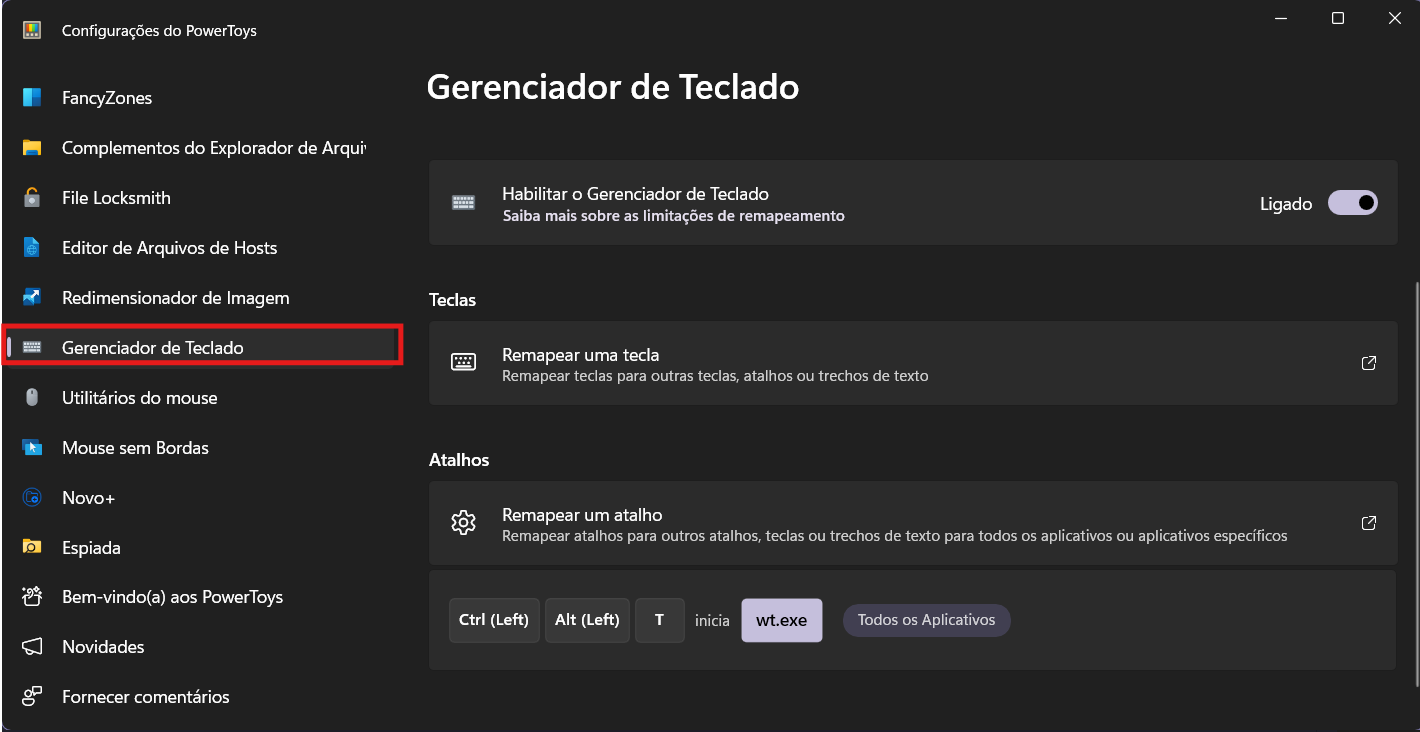 Configurações do PowerToys
FancyZones
Complementos do Explorador de Arqui
File Locksmith
Editor de Arquivos de Hosts
Redimensionador de Imagem
Gerenciador de Teclado
Utilitários do mouse
Mouse sem Bordas
Novo+
Espiada
Bem-vindo(a) aos PowerToys
Novidades
Fornecer comentários
Gerenciador de Teclado
Habilitar o Gerenciador de Teclado
Saiba mais sobre as limitações de remapeamento
Ligado
Teclas
Remapear uma tecla
Remapear teclas para outras teclas, atalhos ou trechos de texto
Atalhos
Remapear um atalho
Remapear atalhos para outros atalhos, teclas ou trechos de texto para todos os aplicativos ou aplicativos específicos
Ctrl (Left) Alt (Left) T inicia wt.exe Todos os Aplicativos